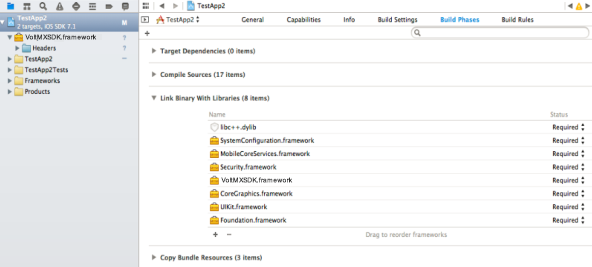 TestApp2
TestApp2
2 targets, iOS SDK 7.1
M
VoltMXSDK.framework
?
Headers
?
TestApp2
TestApp2Tests
Frameworks
Products
TestApp2
General
Capabilities
Info
Build Settings
Build Phases
Build Rules
+
Target Dependencies (0 items)
Compile Sources (17 items)
Link Binary With Libraries (8 items)
Name
Status
libc++.dylib
Required
SystemConfiguration.framework
Required
MobileCoreServices.framework
Required
Security.framework
Required
VoltMXSDK.framework
Required
CoreGraphics.framework
Required
UIKit.framework
Required
Foundation.framework
Required
+ −
Drag to reorder frameworks
Copy Bundle Resources (3 items)